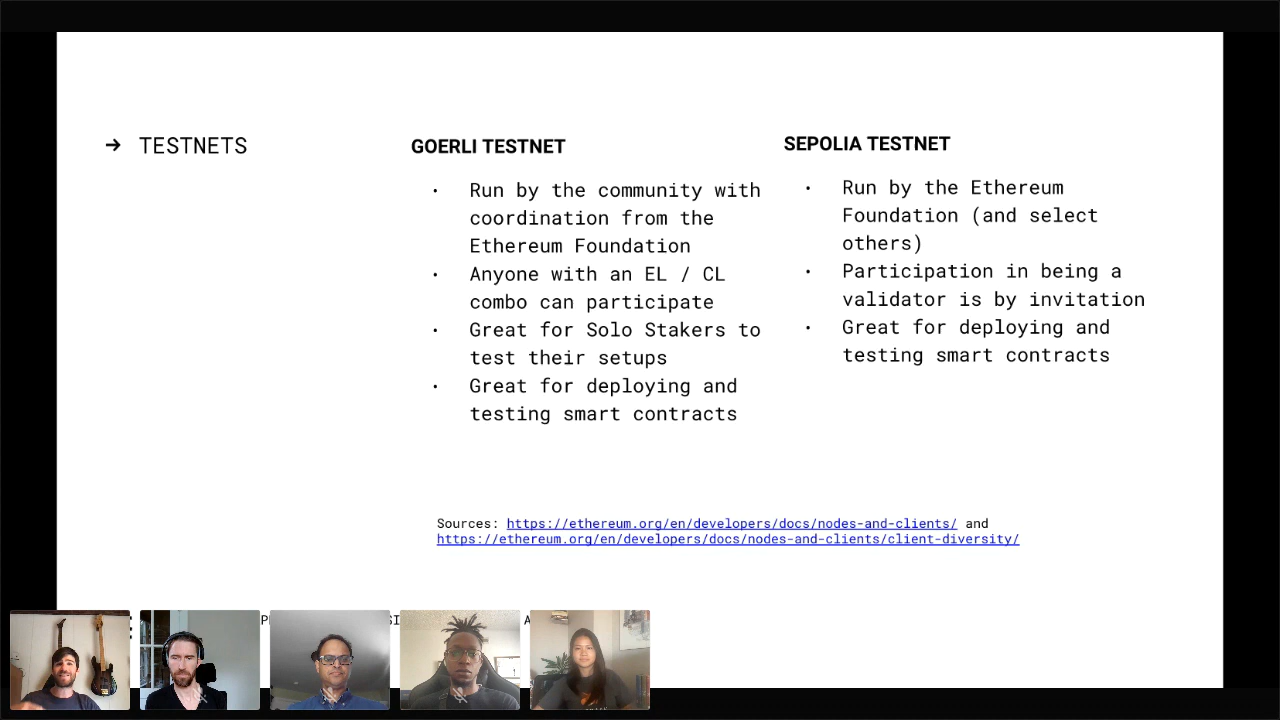 → TESTNETS
GOERLI TESTNET
· Run by the community with
coordination from the
Ethereum Foundation
· Anyone with an EL / CL
combo can participate
· Great for Solo Stakers to
test their setups
· Great for deploying and
testing smart contracts
SEPOLIA TESTNET
· Run by the Ethereum
Foundation (and select
others)
· Participation in being a
validator is by invitation
· Great for deploying and
testing smart contracts
Sources: https://ethereum.org/en/developers/docs/nodes-and-clients/ and
https://ethereum.org/en/developers/docs/nodes-and-clients/client-diversity/